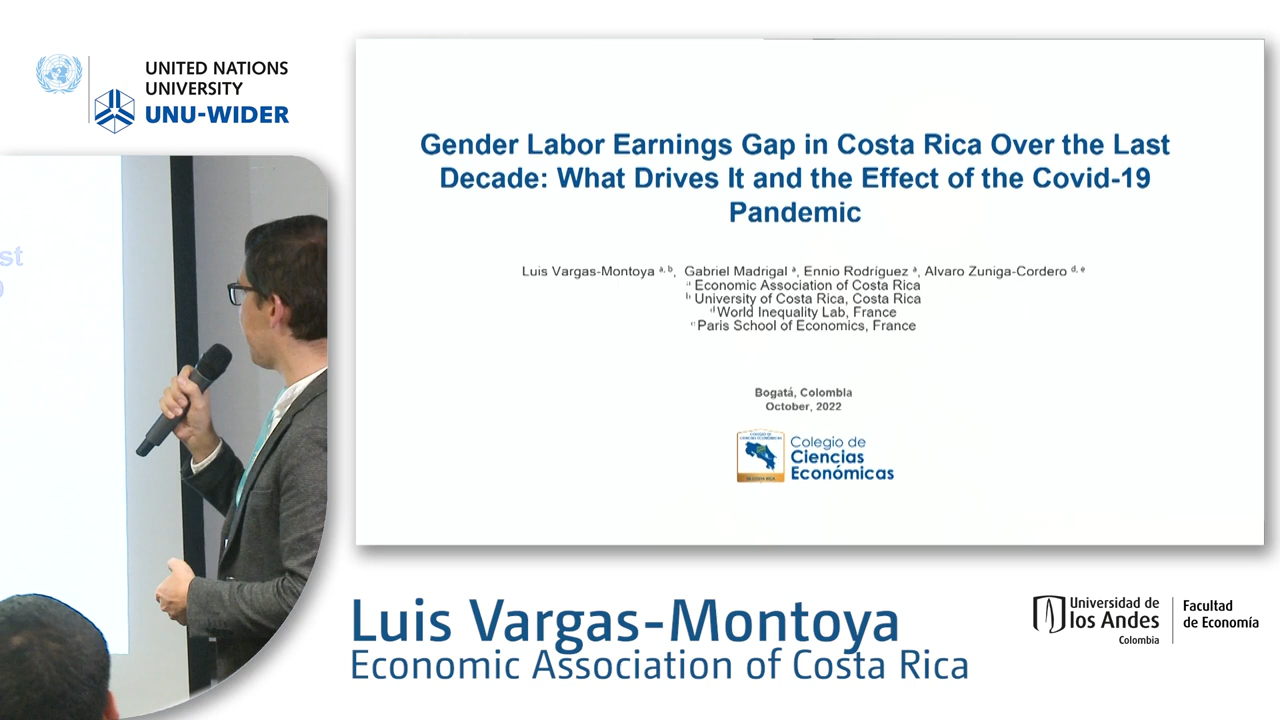 UNITED NATIONS
UNIVERSITY
UNU-WIDER
st
Gender Labor Earnings Gap in Costa Rica Over the Last
Decade: What Drives It and the Effect of the Covid-19
Pandemic
Luis Vargas-Montoya a, b, Gabriel Madrigal a, Ennio Rodríguez a, Alvaro Zuniga-Cordero d, e
a Economic Association of Costa Rica
b University of Costa Rica, Costa Rica
d World Inequality Lab, France
e Paris School of Economics, France
Bogotá, Colombia
October, 2022
Colegio de
Ciencias
Económicas
Luis Vargas-Montoya
Economic Association of Costa Rica
Universidad de
los Andes
Colombia
Facultad
de Economía